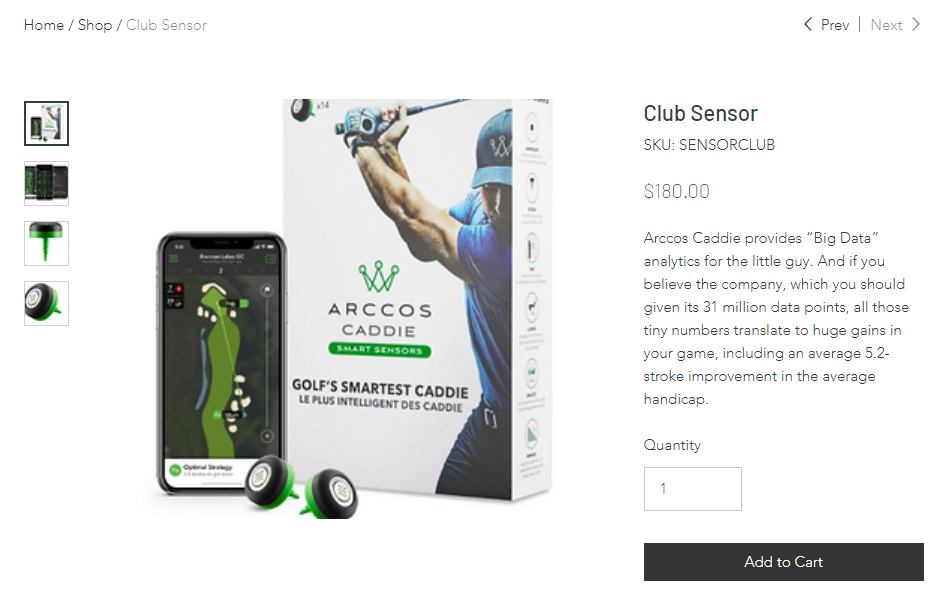 Home / Shop / Club Sensor
Prev | Next
x14
ARCCOS
CADDIE
SMART SENSORS
GOLF'S SMARTEST CADDIE
LE PLUS INTELLIGENT DES CADDIE
Optimal Strategy
Club Sensor
SKU: SENSORCLUB
$180.00
Arccos Caddie provides “Big Data”
analytics for the little guy. And if you
believe the company, which you should
given its 31 million data points, all those
tiny numbers translate to huge gains in
your game, including an average 5.2-
stroke improvement in the average
handicap.
Quantity
1
Add to Cart